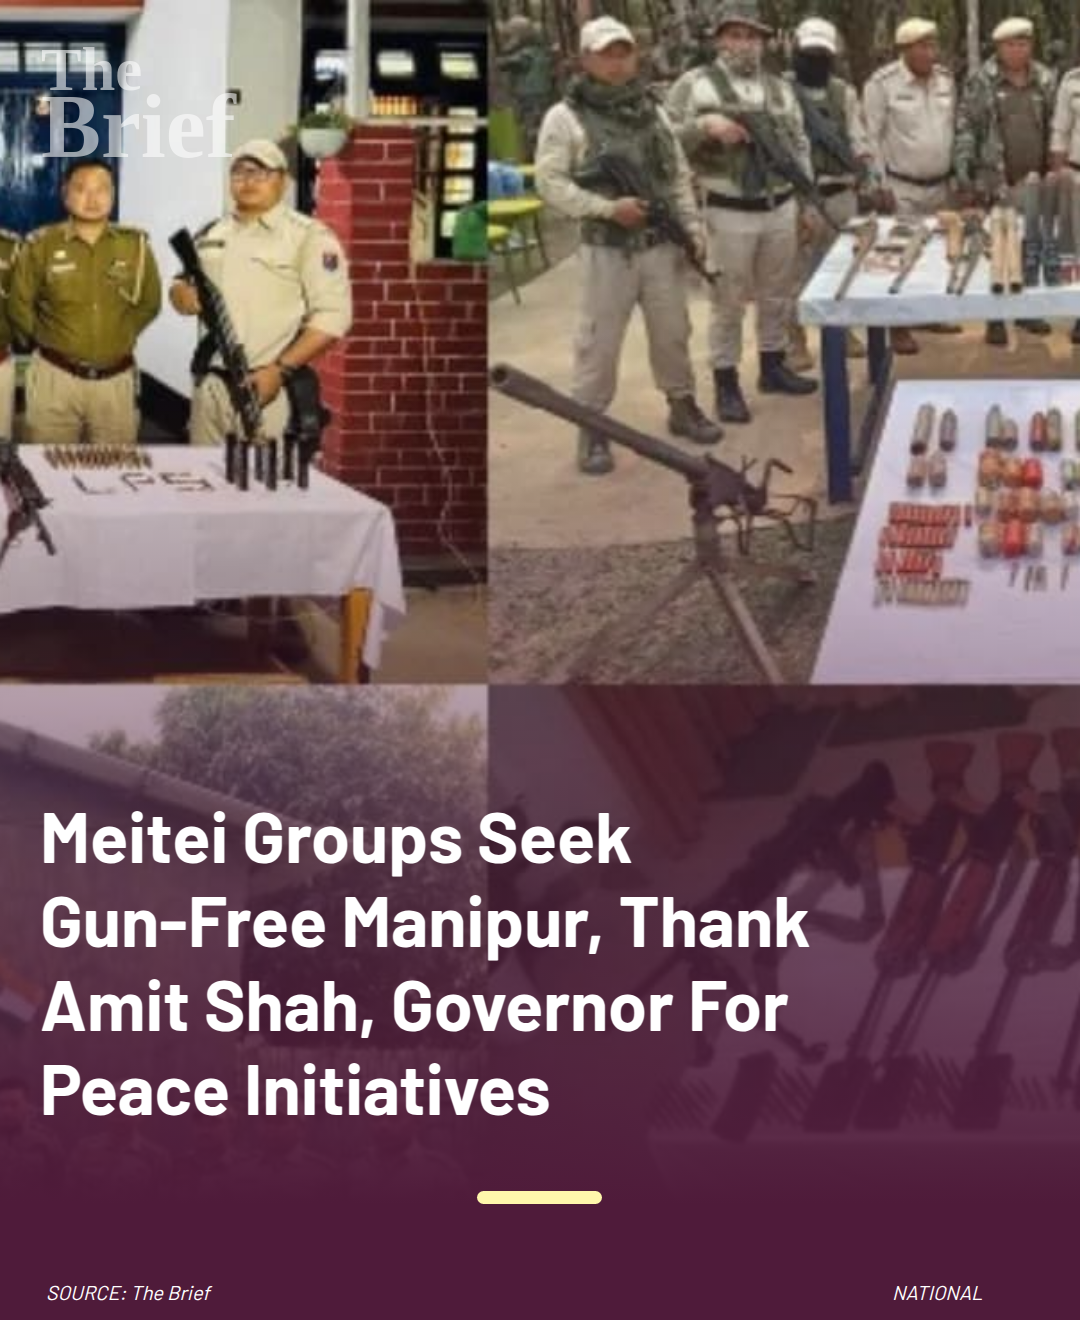 The
Brief
LPS
Meitei Groups Seek
Gun-Free Manipur, Thank
Amit Shah, Governor For
Peace Initiatives
SOURCE: The Brief
NATIONAL